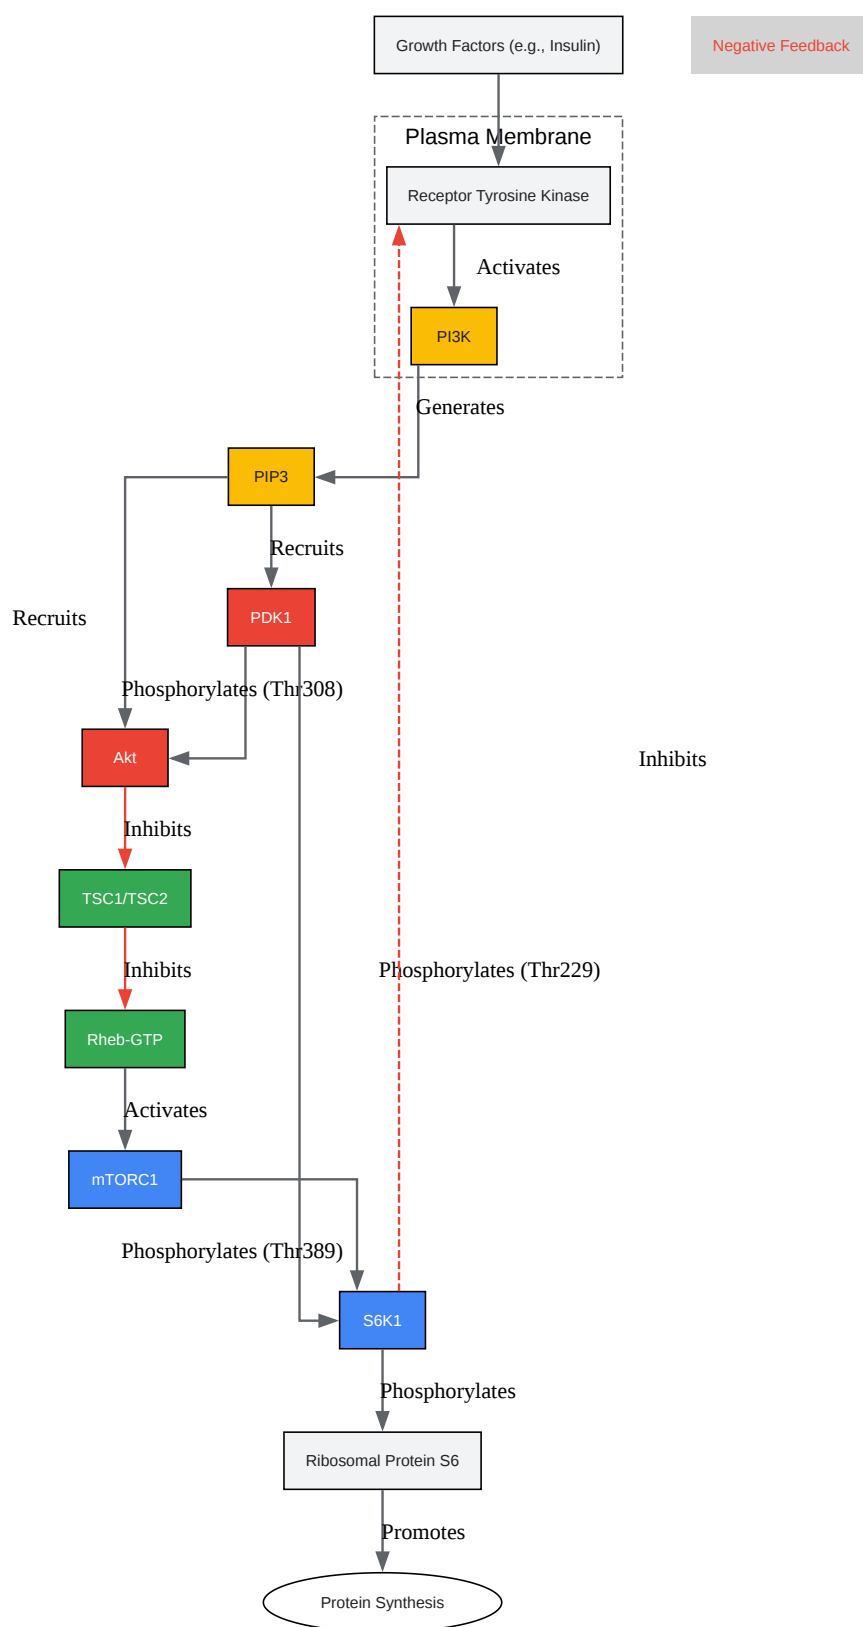 Growth Factors (e.g., Insulin)
Negative Feedback
Plasma Membrane
Receptor Tyrosine Kinase
Activates
PI3K
Generates
PIP3
Recruits
PDK1
Recruits
Phosphorylates (Thr308)
Akt
Inhibits
Inhibits
TSC1/TSC2
Inhibits
Phosphorylates (Thr229)
Rheb-GTP
Activates
mTORC1
Phosphorylates (Thr389)
S6K1
Phosphorylates
Ribosomal Protein S6
Promotes
Protein Synthesis